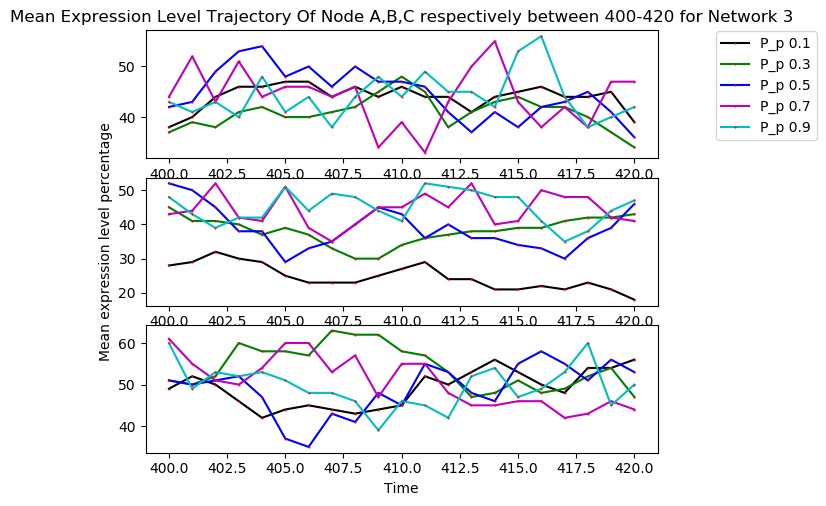 Mean Expression Level Trajectory Of Node A,B,C respectively between 400-420 for Network 3
P_p 0.1
P_p 0.3
P_p 0.5
P_p 0.7
P_p 0.9
50
40
400.0 402.5 405.0 407.5 410.0 412.5 415.0 417.5 420.0
50
40
30
20
400.0 402.5 405.0 407.5 410.0 412.5 415.0 417.5 420.0
60
50
40
400.0 402.5 405.0 407.5 410.0 412.5 415.0 417.5 420.0
Mean expression level percentage
Time